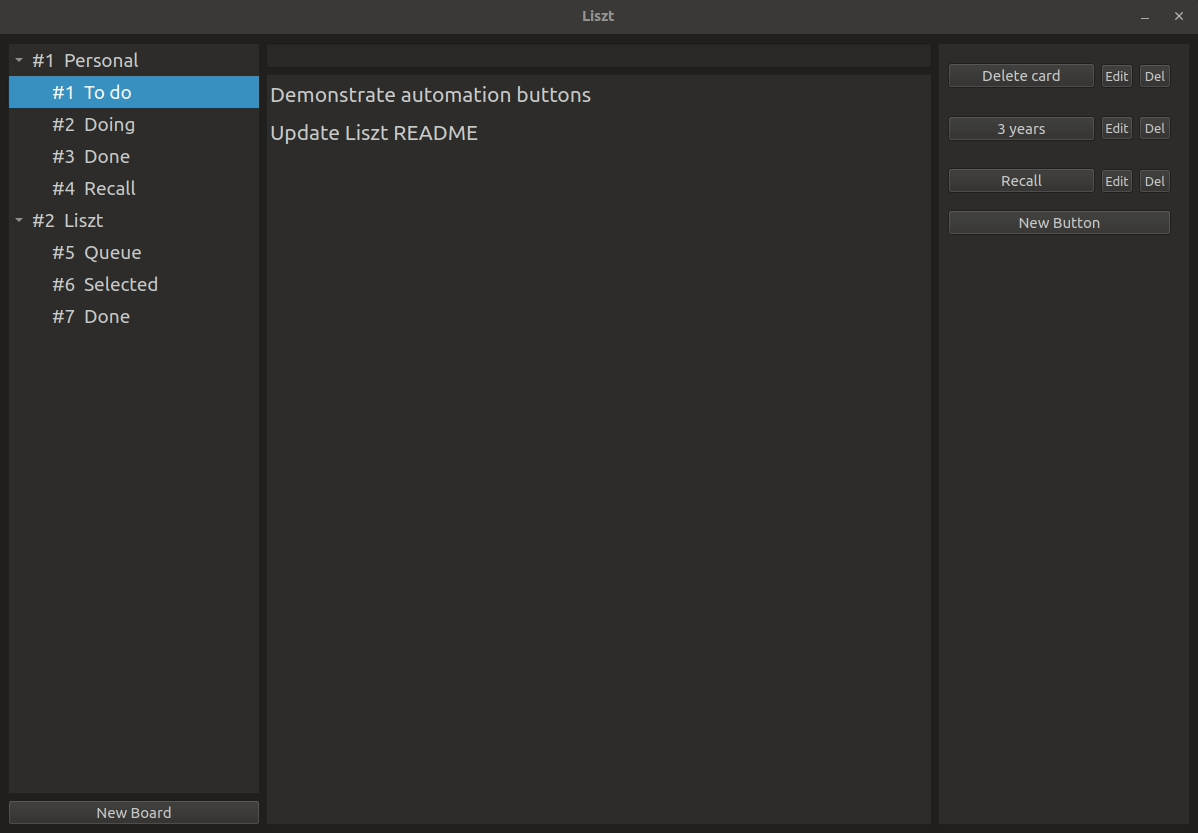 Liszt
#1 Personal
#1 To do
#2 Doing
#3 Done
#4 Recall
#2 Liszt
#5 Queue
#6 Selected
#7 Done
New Board
Demonstrate automation buttons
Update Liszt README
Delete card Edit Del
3 years Edit Del
Recall Edit Del
New Button